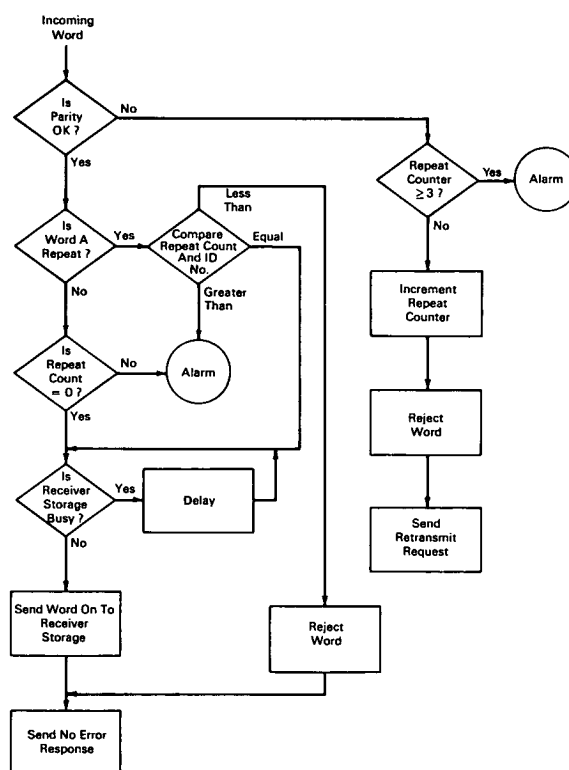 Incoming
Word
Is
Parity
OK ?
No
Yes
Repeat
Counter
≥ 3 ?
Yes
Alarm
No
Less
Than
Is
Word A
Repeat ?
Yes
Compare
Repeat Count
And ID
No.
Equal
No
Greater
Than
Increment
Repeat
Counter
Is
Repeat
Count
= 0 ?
No
Alarm
Yes
Reject
Word
Is
Receiver
Storage
Busy ?
Yes
Delay
No
Send
Retransmit
Request
Send Word On To
Receiver
Storage
Reject
Word
Send No Error
Response